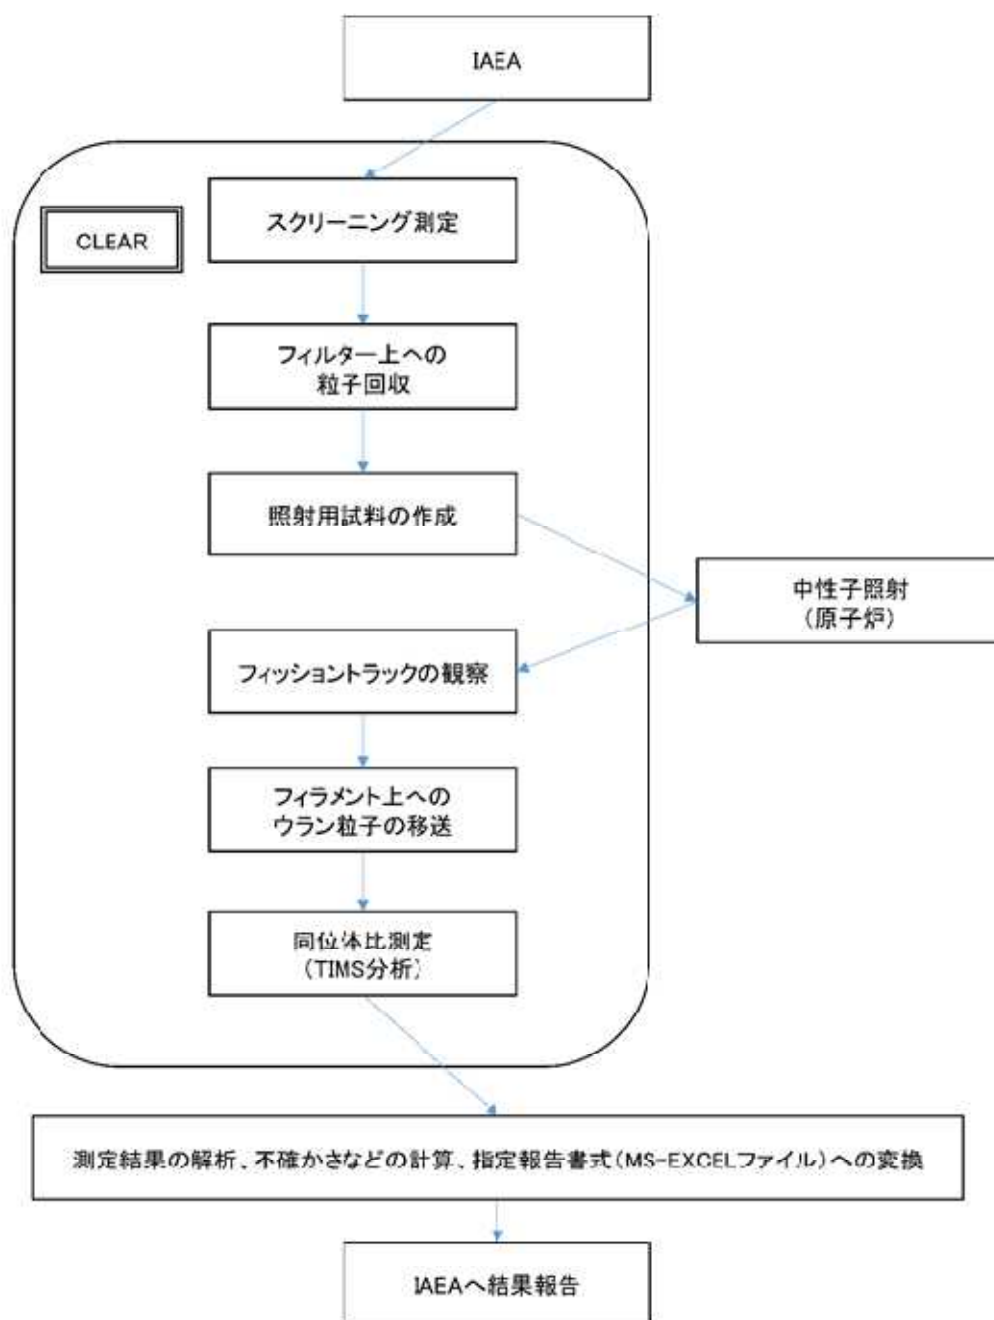 IAEA
CLEAR
スクリーニング測定
フィルター上への
粒子回収
照射用試料の作成
中性子照射
（原子炉）
フィッショントラックの観察
フィラメント上への
ウラン粒子の移送
同位体比測定
（TIMS分析）
測定結果の解析、不確かさなどの計算、指定報告書式（MS-EXCELファイル）への変換
IAEAへ結果報告